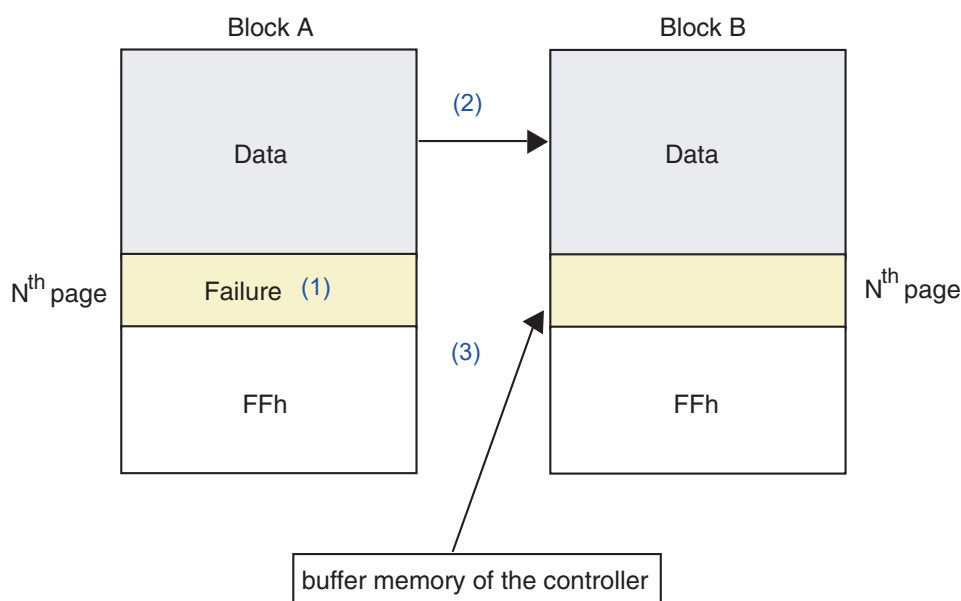 Block A
Block B
(2)
Data
Data
Nth page
Failure (1)
Nth page
(3)
FFh
FFh
buffer memory of the controller